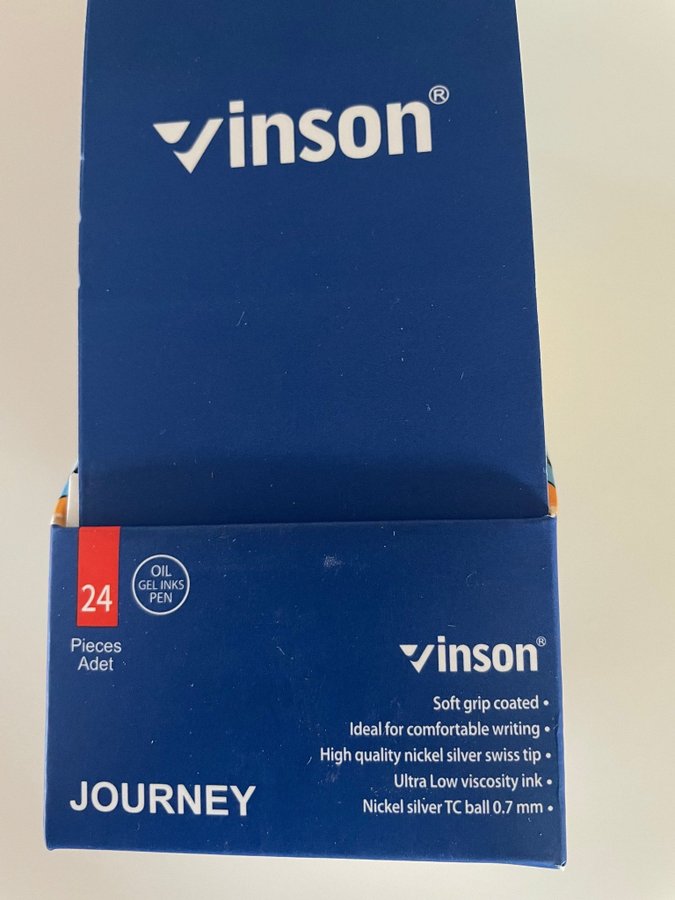 Vinson®
24
Pieces
Adet
OIL
GEL INKS
PEN
Vinson®
Soft grip coated •
Ideal for comfortable writing •
High quality nickel silver swiss tip •
Ultra Low viscosity ink •
Nickel silver TC ball 0.7 mm •
JOURNEY